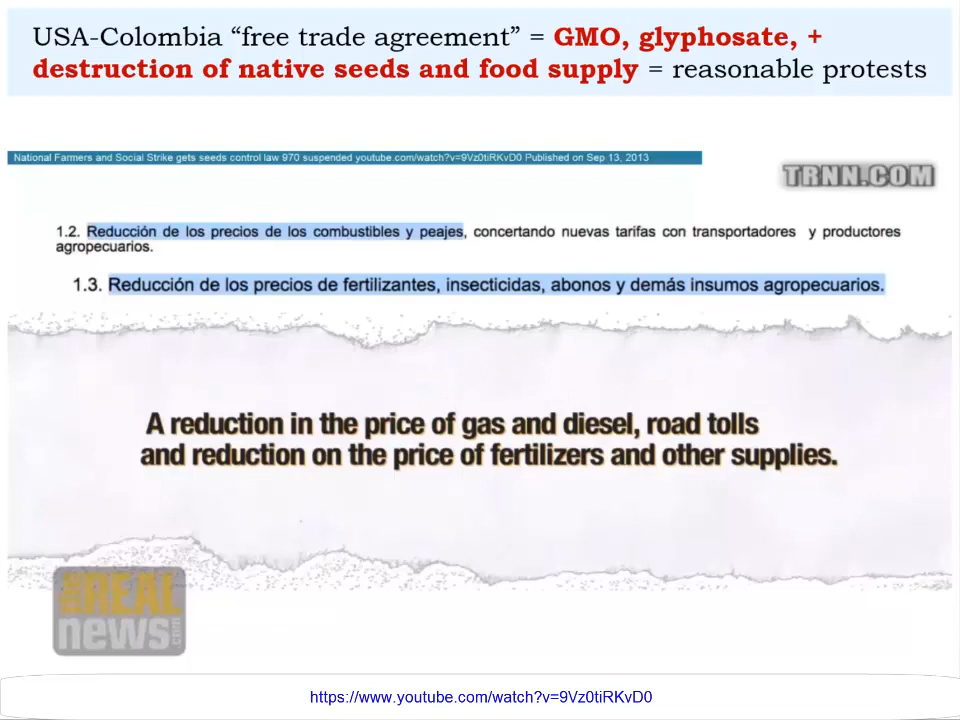 USA-Colombia “free trade agreement” = GMO, glyphosate, +
destruction of native seeds and food supply = reasonable protests
National Farmers and Social Strike gets seeds control law 970 suspended youtube.com/watch?v=9Vz0tiRKvD0 Published on Sep 13, 2013
TRNN.COM
1.2. Reducción de los precios de los combustibles y peajes, concertando nuevas tarifas con transportadores y productores
agropecuarios.
1.3. Reducción de los precios de fertilizantes, insecticidas, abonos y demás insumos agropecuarios.
A reduction in the price of gas and diesel, road tolls
and reduction on the price of fertilizers and other supplies.
the REAL
news.com
https://www.youtube.com/watch?v=9Vz0tiRKvD0